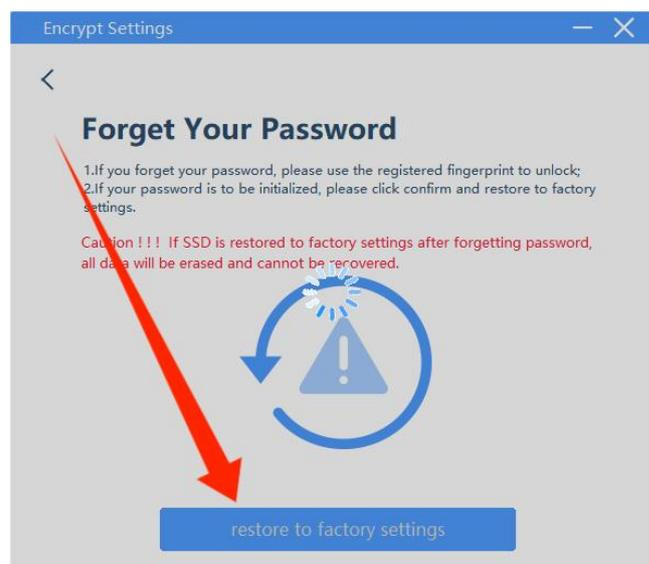 Encrypt Settings
Forget Your Password
1.If you forget your password, please use the registered fingerprint to unlock;
2.If your password is to be initialized, please click confirm and restore to factory
settings.
Caution ! ! ! If SSD is restored to factory settings after forgetting password,
all data will be erased and cannot be recovered.
restore to factory settings